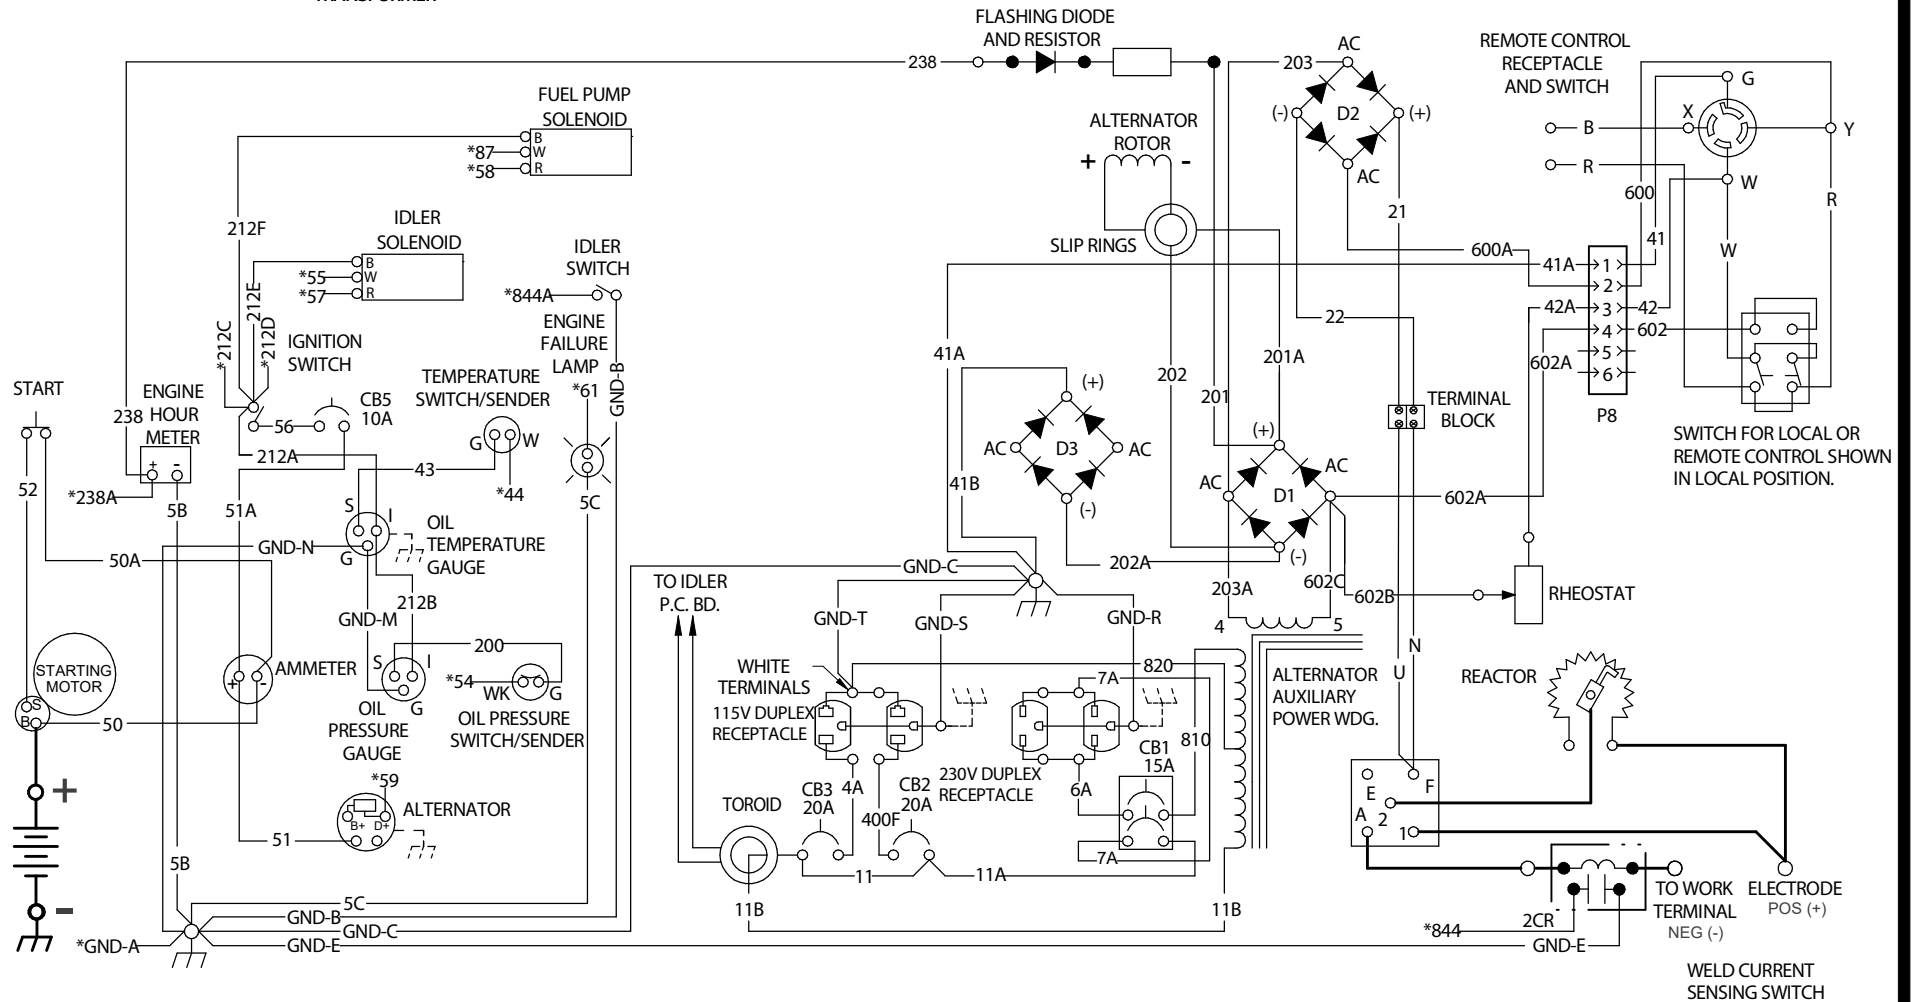 TRANSFORMER
FLASHING DIODE
AND RESISTOR
238
203
AC
D2
(-)
(+)
AC
REMOTE CONTROL
RECEPTACLE
AND SWITCH
G
X
Y
B
R
W
600
R
41
W
FUEL PUMP
SOLENOID
B
*87
W
*58
R
ALTERNATOR
ROTOR
+
-
SLIP RINGS
21
212F
IDLER
SOLENOID
B
*55
W
*57
R
IDLER
SWITCH
*844A
600A
41A
1
2
42A
3
42
4
602
602A
5
6
P8
22
212E
*212C
*212D
IGNITION
SWITCH
ENGINE
FAILURE
LAMP
*61
GND-B
41A
201A
202
201
START
ENGINE
HOUR
METER
238
+
-
*238A
CB5
10A
56
212A
TEMPERATURE
SWITCH/SENDER
G
W
43
*44
(+)
AC
D3
AC
(-)
41B
(+)
AC
AC
D1
(-)
TERMINAL
BLOCK
SWITCH FOR LOCAL OR
REMOTE CONTROL SHOWN
IN LOCAL POSITION.
602A
52
5B
51A
5C
S
I
G
OIL
TEMPERATURE
GAUGE
GND-N
50A
GND-C
202A
203A
602C
602B
RHEOSTAT
TO IDLER
P.C. BD.
GND-M
212B
GND-T
GND-S
GND-R
4
5
N
U
200
S
I
G
*54
WK
G
OIL
PRESSURE
GAUGE
OIL PRESSURE
SWITCH/SENDER
STARTING
MOTOR
S
B
50
AMMETER
+
-
WHITE
TERMINALS
115V DUPLEX
RECEPTACLE
820
7A
ALTERNATOR
AUXILIARY
POWER WDG.
REACTOR
810
CB1
15A
230V DUPLEX
RECEPTACLE
6A
*59
ALTERNATOR
B+
D+
51
TOROID
CB3
20A
4A
CB2
20A
400F
7A
11
11A
E
F
A
2
1
+
-
5B
5C
GND-B
GND-C
GND-E
*GND-A
11B
11B
*844
2CR
GND-E
TO WORK
TERMINAL
NEG (-)
ELECTRODE
POS (+)
WELD CURRENT
SENSING SWITCH